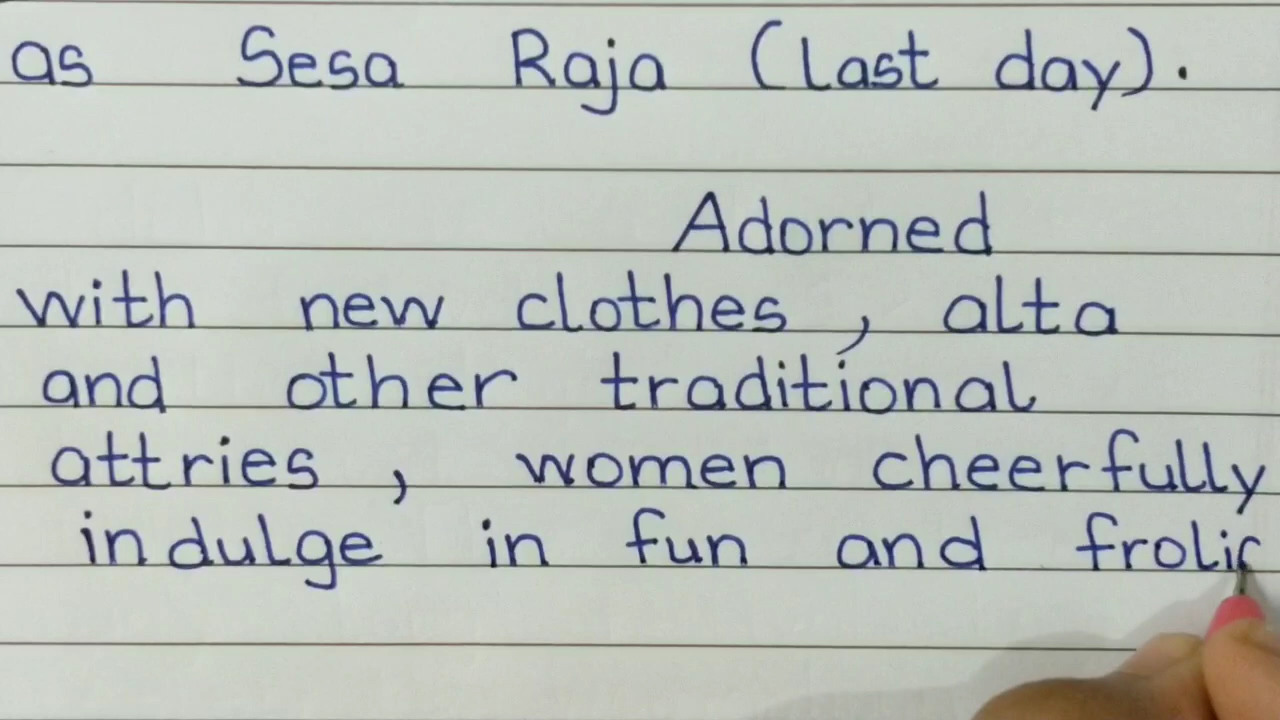 as Sesa Raja (last day).
Adorned
with new clothes, alta
and other traditional
attries, women cheerfully
indulge in fun and frolic